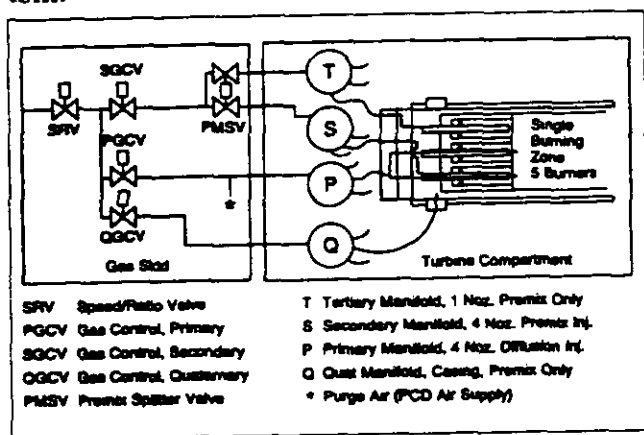 SGCV
T
SRV
PMSV
S
Single
Burning
Zone
5 Burners
PGCV
P
*
QGCV
Q
Gas Skid
Turbine Compartment
SRV Speed/Ratio Valve
PGCV Gas Control, Primary
SGCV Gas Control, Secondary
QGCV Gas Control, Quaternary
PMSV Premix Splitter Valve
T Tertiary Manifold, 1 Noz. Premix Only
S Secondary Manifold, 4 Noz. Premix Inj.
P Primary Manifold, 4 Noz. Diffusion Inj.
Q Quat Manifold, Casing, Premix Only
* Purge Air (PCD Air Supply)